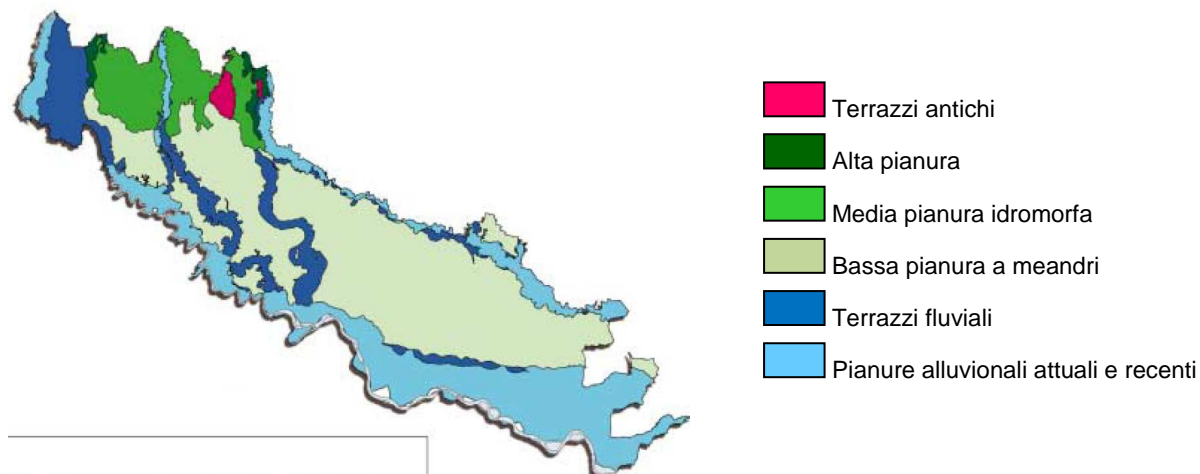 Terrazzi antichi
Alta pianura
Media pianura idromorfa
Bassa pianura a meandri
Terrazzi fluviali
Pianure alluvionali attuali e recenti